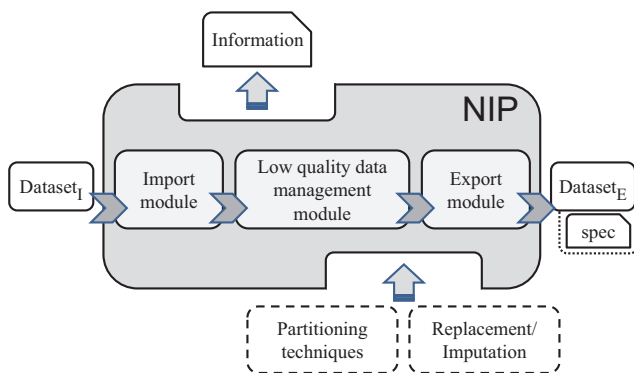 Information
NIP
Dataset_I
Import
module
Low quality data
management
module
Export
module
Dataset_E
spec
Partitioning
techniques
Replacement/
Imputation